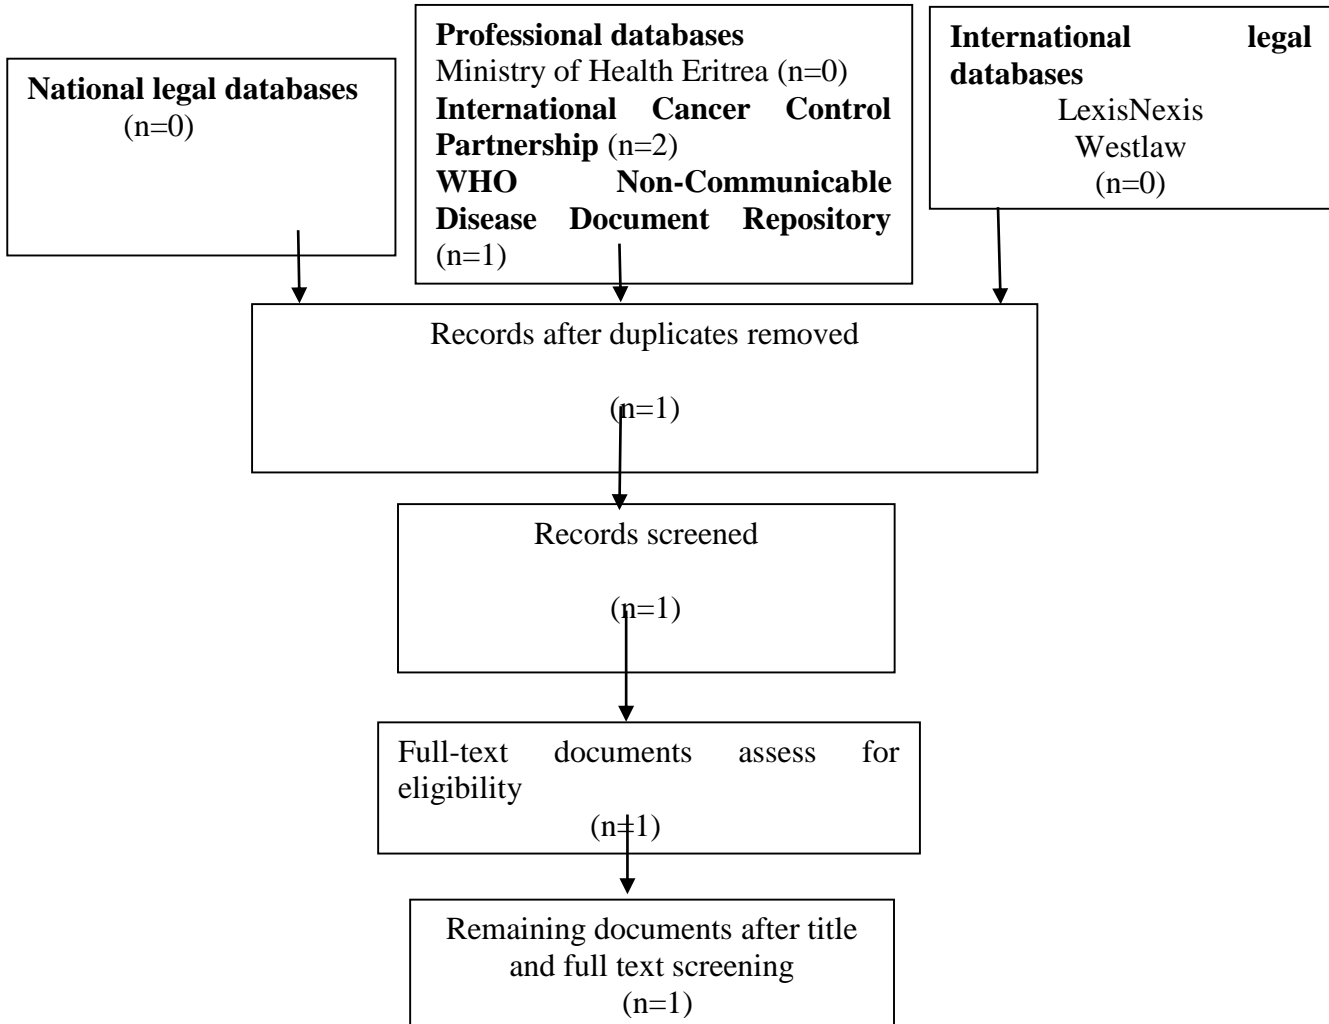 National legal databases
(n=0)
Professional databases
Ministry of Health Eritrea (n=0)
International Cancer Control
Partnership (n=2)
WHO Non-Communicable
Disease Document Repository
(n=1)
International legal
databases
LexisNexis
Westlaw
(n=0)
Records after duplicates removed
(n=1)
Records screened
(n=1)
Full-text documents assess for
eligibility
(n=1)
Remaining documents after title
and full text screening
(n=1)